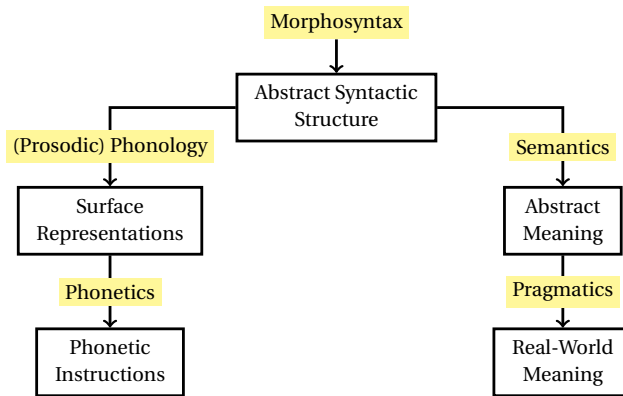 Morphosyntax
Abstract Syntactic
Structure
(Prosodic) Phonology
Semantics
Surface
Representations
Abstract
Meaning
Phonetics
Pragmatics
Phonetic
Instructions
Real-World
Meaning